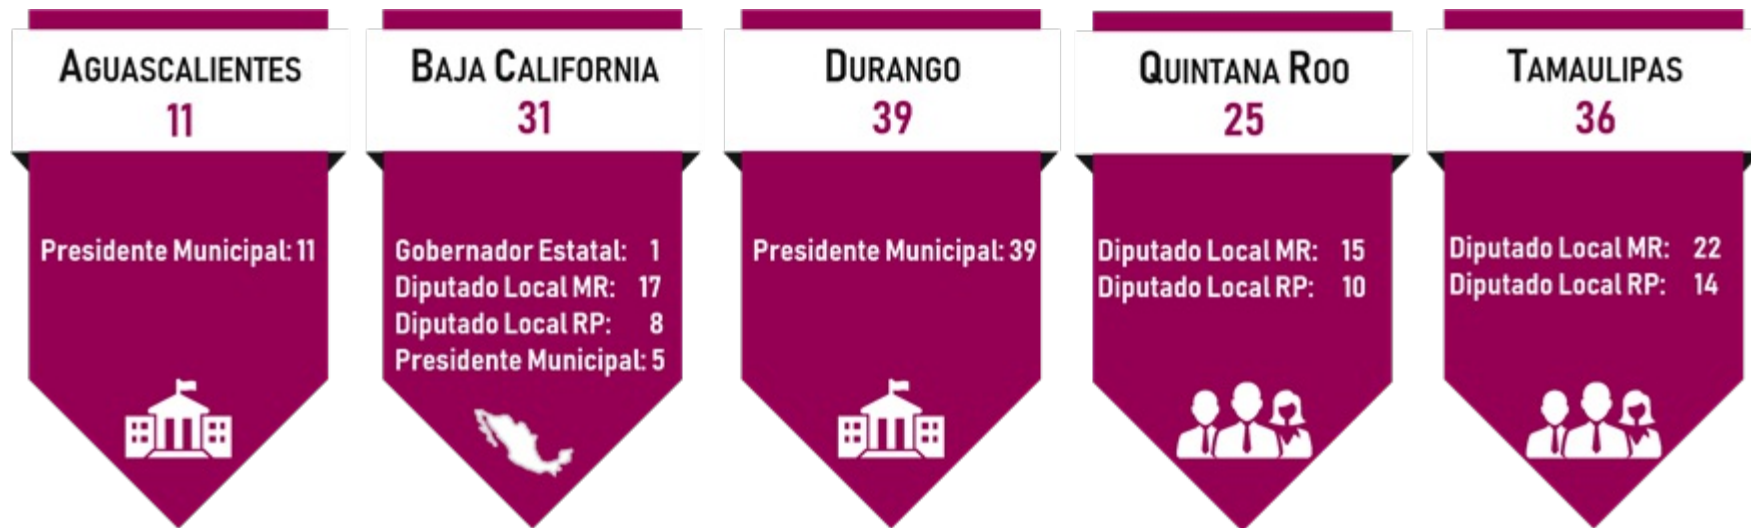 AGUASCALIENTES
11
Presidente Municipal: 11
BAJA CALIFORNIA
31
Gobernador Estatal: 1
Diputado Local MR: 17
Diputado Local RP: 8
Presidente Municipal: 5
DURANGO
39
Presidente Municipal: 39
QUINTANA ROO
25
Diputado Local MR: 15
Diputado Local RP: 10
TAMAULIPAS
36
Diputado Local MR: 22
Diputado Local RP: 14